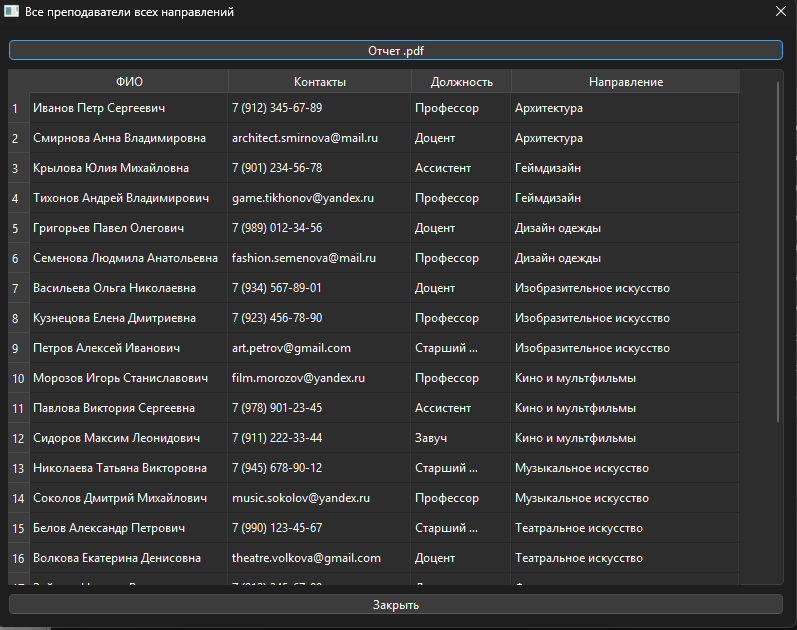 Все преподаватели всех направлений
Отчет .pdf
ФИО Контакты Должность Направление
1 Иванов Петр Сергеевич 7 (912) 345-67-89 Профессор Архитектура
2 Смирнова Анна Владимировна architect.smirnova@mail.ru Доцент Архитектура
3 Крылова Юлия Михайловна 7 (901) 234-56-78 Ассистент Геймдизайн
4 Тихонов Андрей Владимирович game.tikhonov@yandex.ru Профессор Геймдизайн
5 Григорьев Павел Олегович 7 (989) 012-34-56 Доцент Дизайн одежды
6 Семенова Людмила Анатольевна fashion.semenova@mail.ru Профессор Дизайн одежды
7 Васильева Ольга Николаевна 7 (934) 567-89-01 Доцент Изобразительное искусство
8 Кузнецова Елена Дмитриевна 7 (923) 456-78-90 Профессор Изобразительное искусство
9 Петров Алексей Иванович art.petrov@gmail.com Старший ... Изобразительное искусство
10 Морозов Игорь Станиславович film.morozov@yandex.ru Профессор Кино и мультфильмы
11 Павлова Виктория Сергеевна 7 (978) 901-23-45 Ассистент Кино и мультфильмы
12 Сидоров Максим Леонидович 7 (911) 222-33-44 Завуч Кино и мультфильмы
13 Николаева Татьяна Викторовна 7 (945) 678-90-12 Старший ... Музыкальное искусство
14 Соколов Дмитрий Михайлович music.sokolov@yandex.ru Профессор Музыкальное искусство
15 Белов Александр Петрович 7 (990) 123-45-67 Старший ... Театральное искусство
16 Волкова Екатерина Денисовна theatre.volkova@gmail.com Доцент Театральное искусство
Закрыть